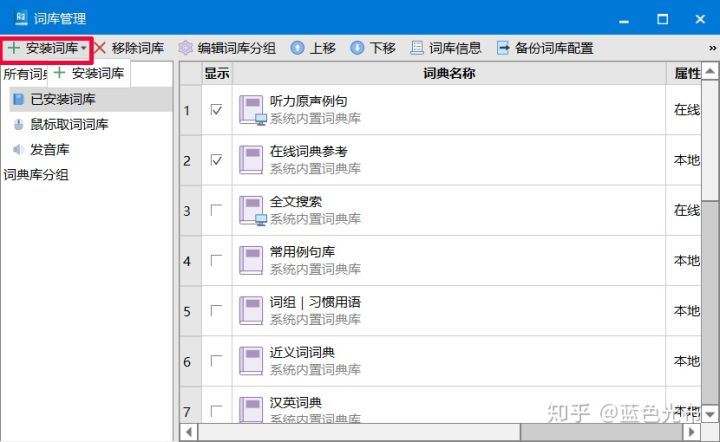 词库管理
安装词库 移除词库 编辑词库分组 上移 下移 词库信息 备份词库配置 »
所有词
安装词库
已安装词库
鼠标取词词库
发音库
词典库分组
显示 词典名称 属性
1 听力原声例句 在线
系统内置词典库
2 在线词典参考 本地
系统内置词典库
3 全文搜索 在线
系统内置词典库
4 常用例句库 本地
系统内置词典库
5 词组 | 习惯用语 本地
系统内置词典库
6 近义词词典 本地
系统内置词典库
7 汉英词典 本地
系统内置词典库
知乎 @蓝色光